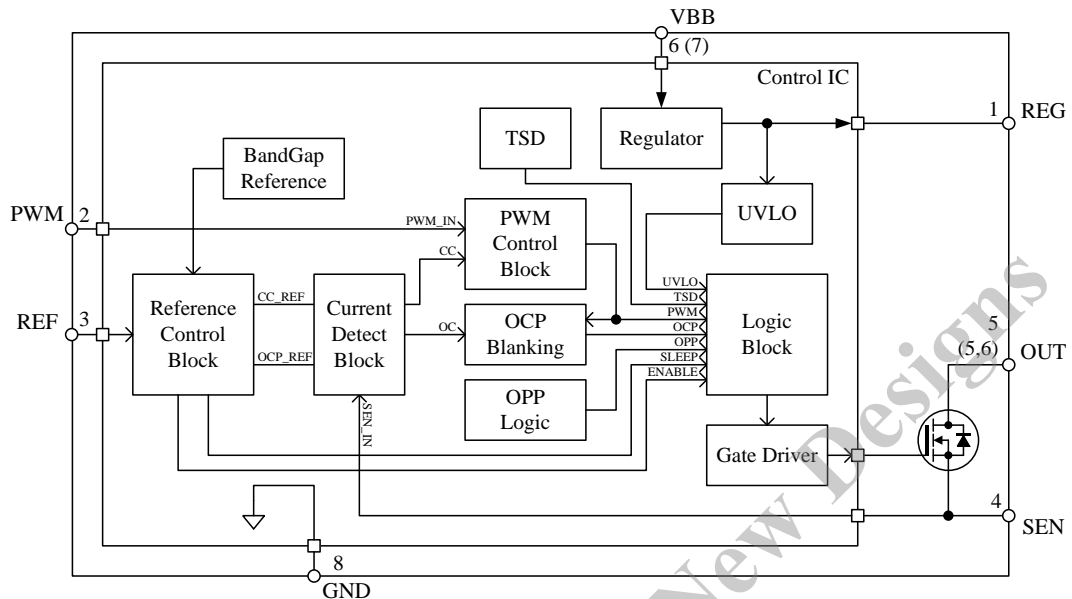 VBB
6 (7)
Control IC
1
REG
TSD
Regulator
BandGap
Reference
PWM
2
PWM_IN
PWM
Control
Block
UVLO
CC
REF
3
Reference
Control
Block
CC_REF
OCP_REF
Current
Detect
Block
OC
OCP
Blanking
UVLO
TSD
PWM
OCP
OPP
SLEEP
ENABLE
Logic
Block
5
(5,6)
OUT
SEN_IN
OPP
Logic
Gate Driver
4
SEN
8
GND
New Designs